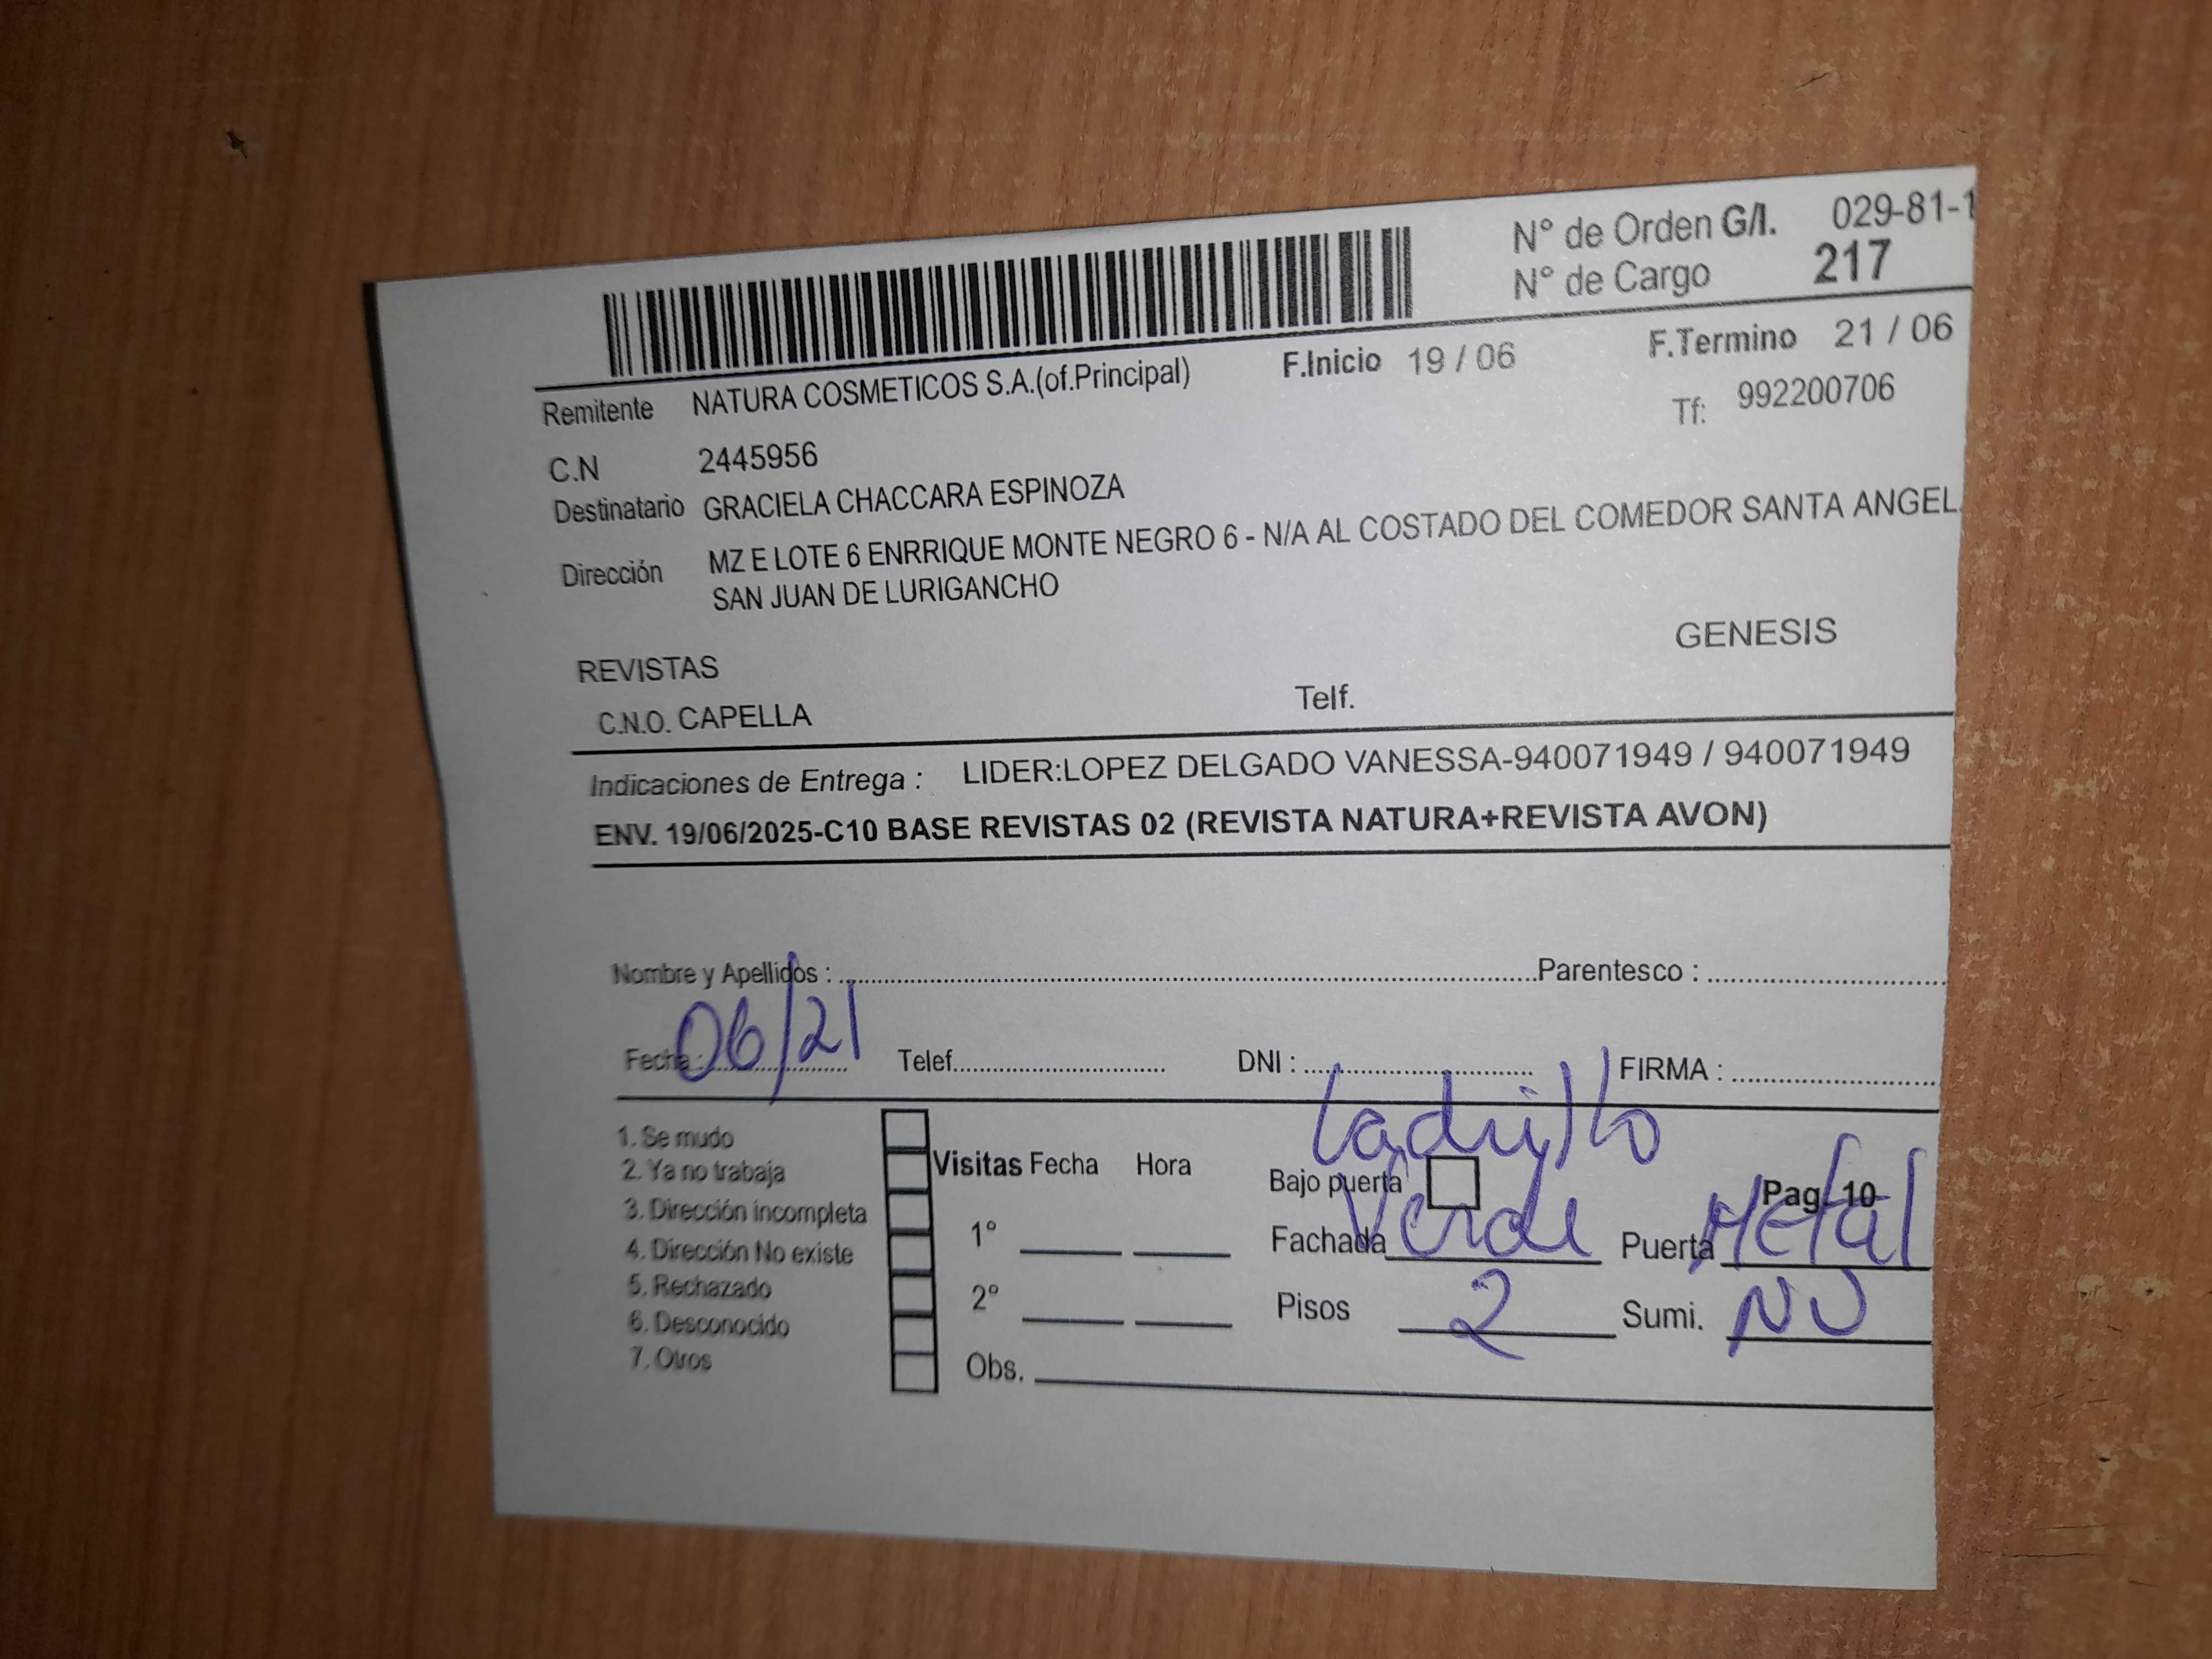 N° de Orden G/I. 029-81-1
N° de Cargo 217
Remitente NATURA COSMETICOS S.A.(of.Principal) F.Inicio 19 / 06 F.Termino 21 / 06
Tf: 992200706
C.N 2445956
Destinatario GRACIELA CHACCARA ESPINOZA
Dirección MZ E LOTE 6 ENRRIQUE MONTE NEGRO 6 - N/A AL COSTADO DEL COMEDOR SANTA ANGEL
SAN JUAN DE LURIGANCHO
GENESIS
REVISTAS
C.N.O. CAPELLA Telf.
Indicaciones de Entrega : LIDER:LOPEZ DELGADO VANESSA-940071949 / 940071949
ENV. 19/06/2025-C10 BASE REVISTAS 02 (REVISTA NATURA+REVISTA AVON)
Nombre y Apellidos : Parentesco :
Fecha : 06/21 Telef. DNI : FIRMA :
Ladrillo
1. Se mudo
2. Ya no trabaja Visitas Fecha Hora Bajo puerta Pag. 10
3. Dirección incompleta
4. Dirección No existe 1° Fachada Verde Puerta Metal
5. Rechazado 2° Pisos 2 Sumi. NO
6. Desconocido
7. Otros Obs.